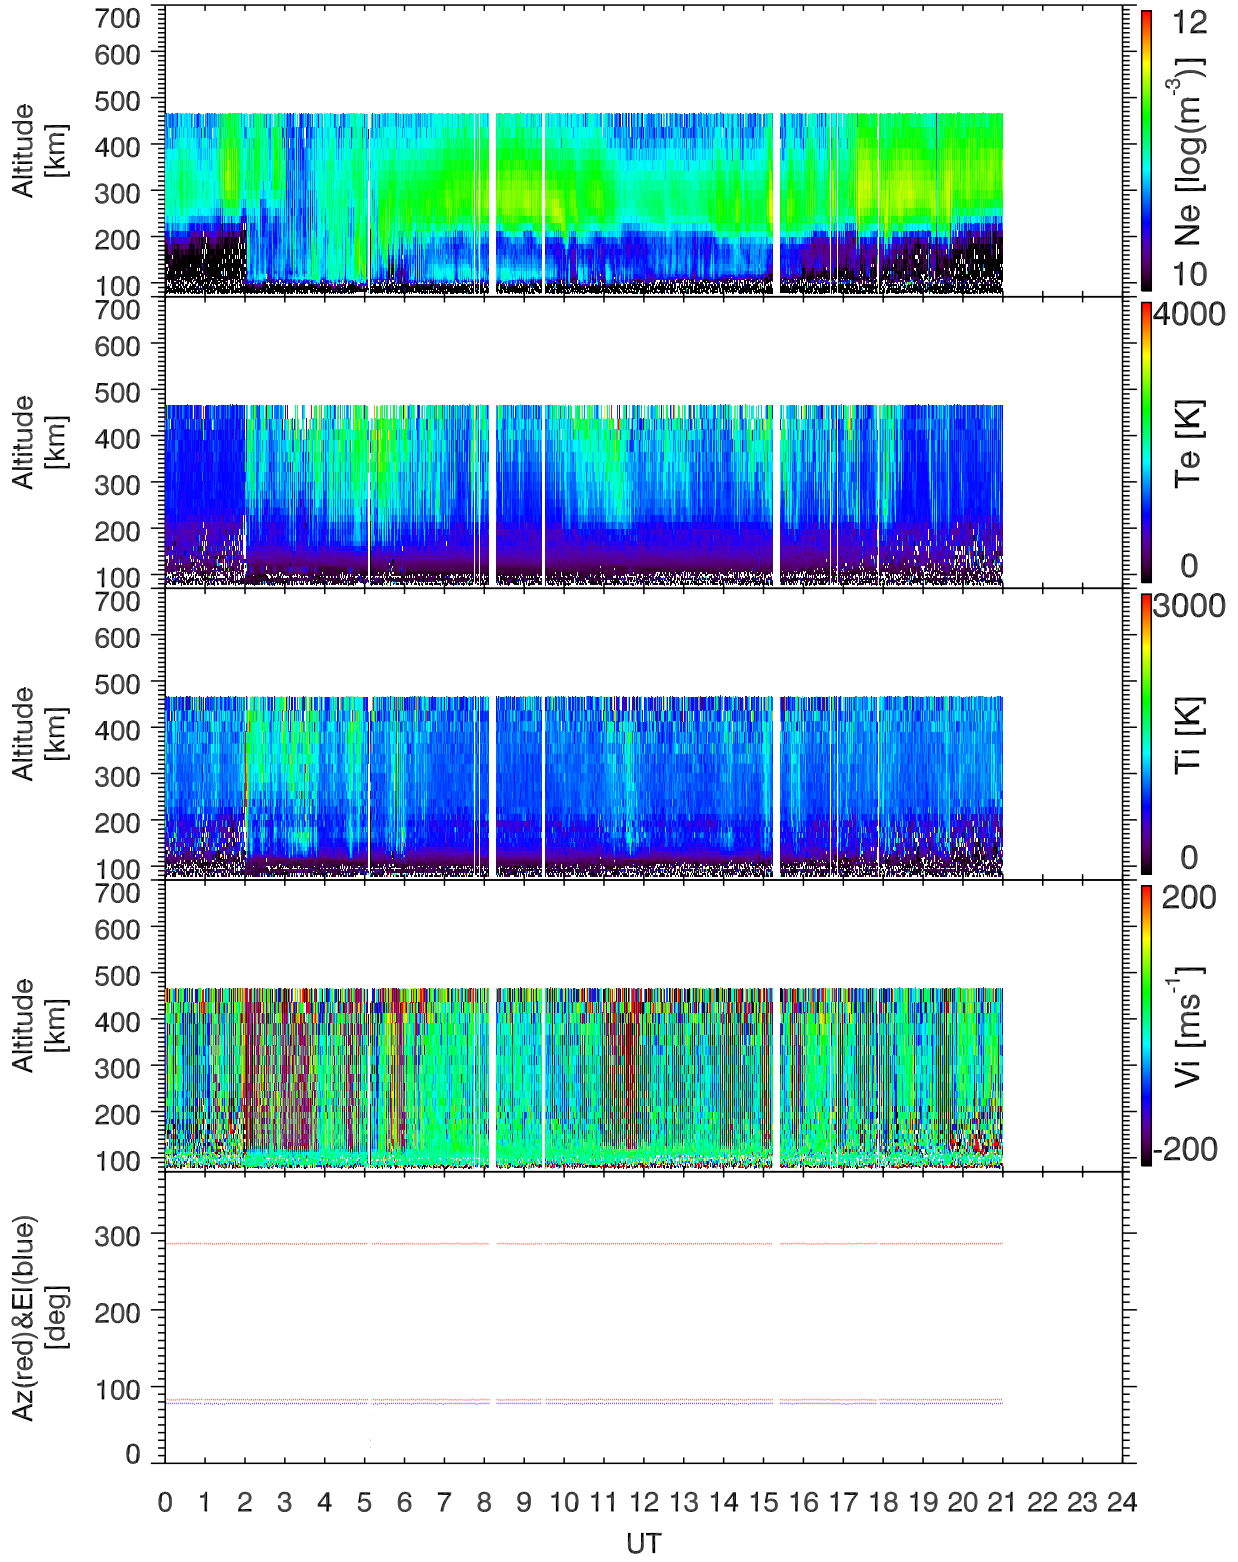 700
600
500
400
300
200
100
Altitude
[km]
12
Ne [log(m⁻³)]
10
700
600
500
400
300
200
100
Altitude
[km]
4000
Te [K]
0
700
600
500
400
300
200
100
Altitude
[km]
3000
Ti [K]
0
700
600
500
400
300
200
100
Altitude
[km]
200
Vi [ms⁻¹]
-200
300
200
100
0
Az(red)&El(blue)
[deg]
0 1 2 3 4 5 6 7 8 9 10 11 12 13 14 15 16 17 18 19 20 21 22 23 24
UT